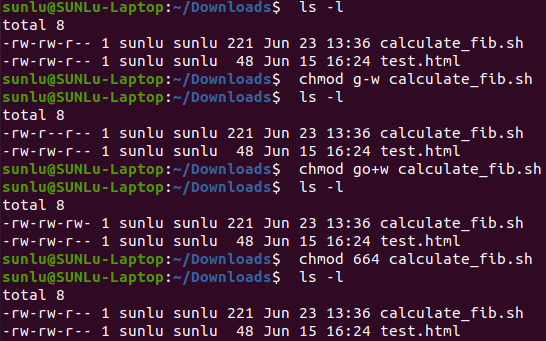 sunlu@SUNLu-Laptop:~/Downloads$  ls -l
total 8
-rw-rw-r-- 1 sunlu sunlu 221 Jun 23 13:36 calculate_fib.sh
-rw-rw-r-- 1 sunlu sunlu  48 Jun 15 16:24 test.html
sunlu@SUNLu-Laptop:~/Downloads$  chmod g-w calculate_fib.sh
sunlu@SUNLu-Laptop:~/Downloads$  ls -l
total 8
-rw-r--r-- 1 sunlu sunlu 221 Jun 23 13:36 calculate_fib.sh
-rw-rw-r-- 1 sunlu sunlu  48 Jun 15 16:24 test.html
sunlu@SUNLu-Laptop:~/Downloads$  chmod go+w calculate_fib.sh
sunlu@SUNLu-Laptop:~/Downloads$  ls -l
total 8
-rw-rw-rw- 1 sunlu sunlu 221 Jun 23 13:36 calculate_fib.sh
-rw-rw-r-- 1 sunlu sunlu  48 Jun 15 16:24 test.html
sunlu@SUNLu-Laptop:~/Downloads$  chmod 664 calculate_fib.sh
sunlu@SUNLu-Laptop:~/Downloads$  ls -l
total 8
-rw-rw-r-- 1 sunlu sunlu 221 Jun 23 13:36 calculate_fib.sh
-rw-rw-r-- 1 sunlu sunlu  48 Jun 15 16:24 test.html